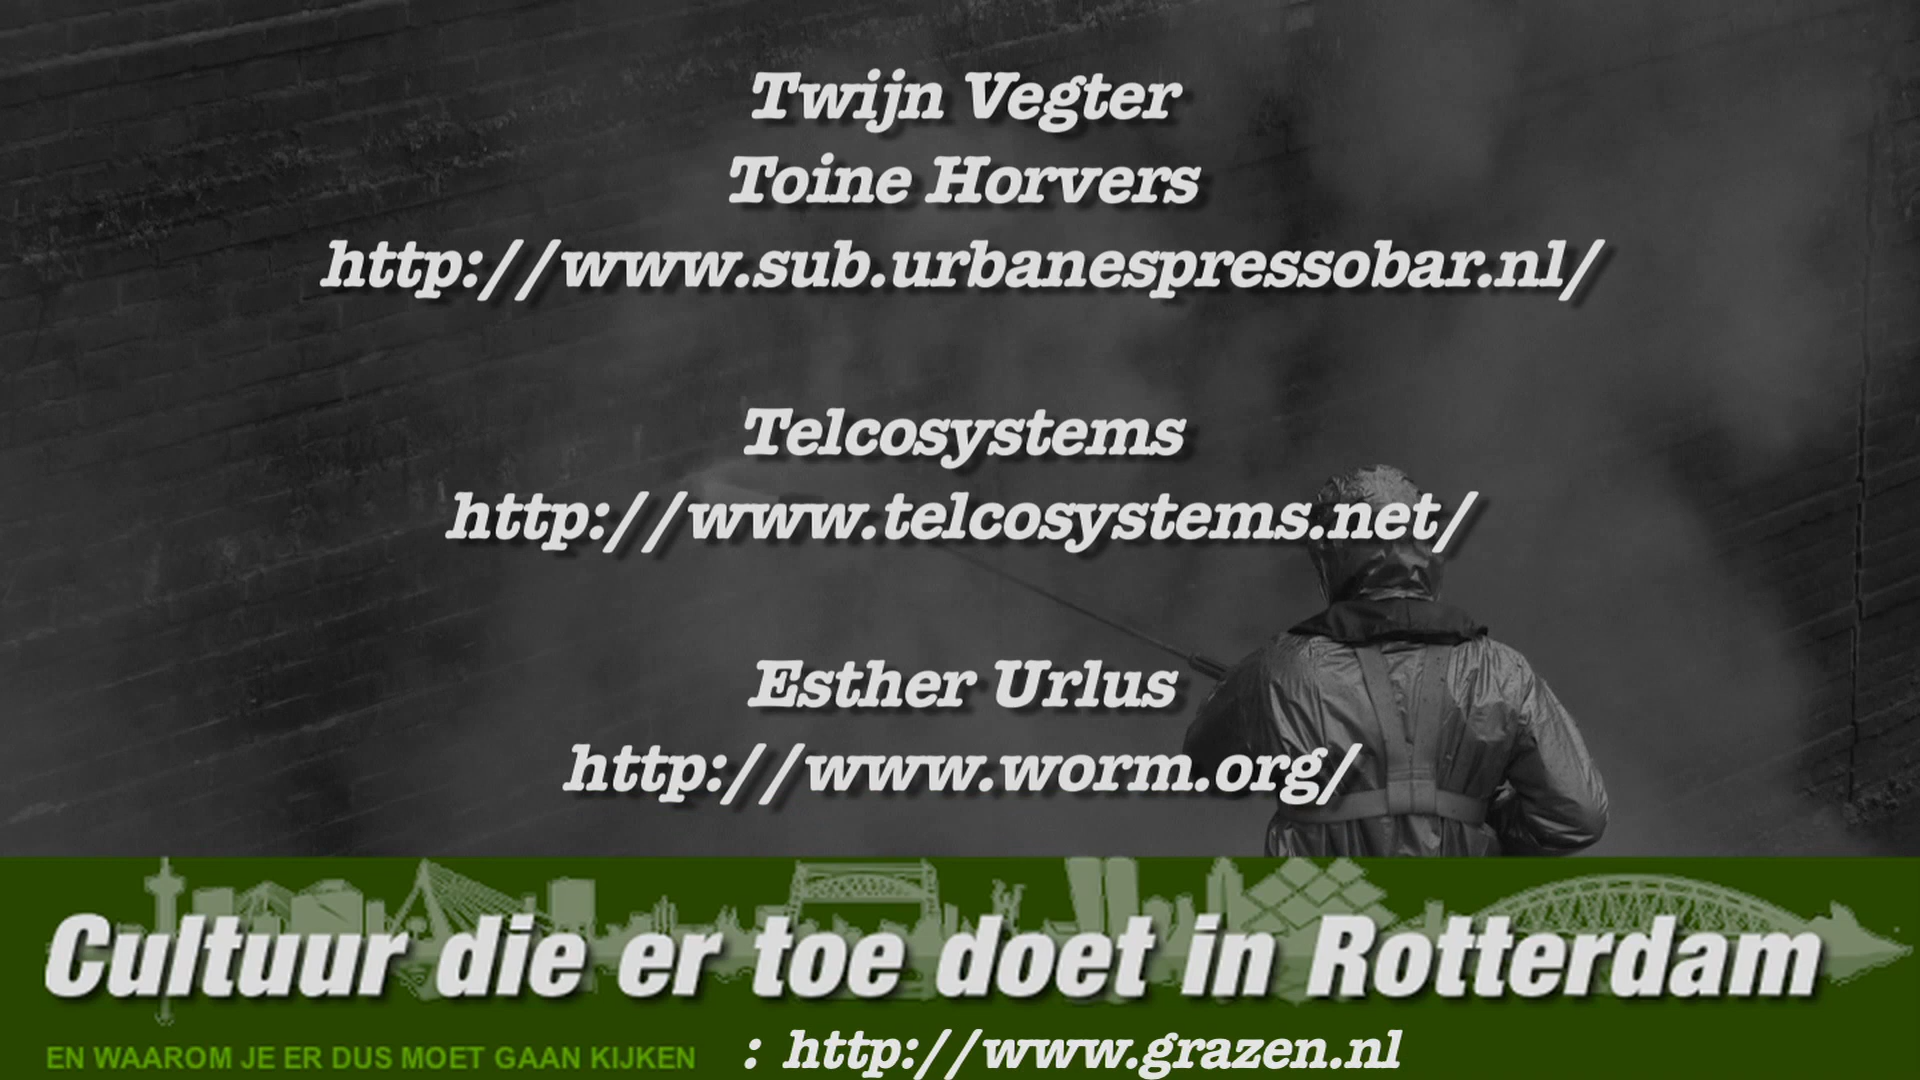 Twijn Vegter
Toine Horvers
http://www.sub.urbanespressobar.nl/
Telcosystems
http://www.telcosystems.net/
Esther Urlus
http://www.worm.org/
Cultuur die er toe doet in Rotterdam
EN WAAROM JE ER DUS MOET GAAN KIJKEN : http://www.grazen.nl